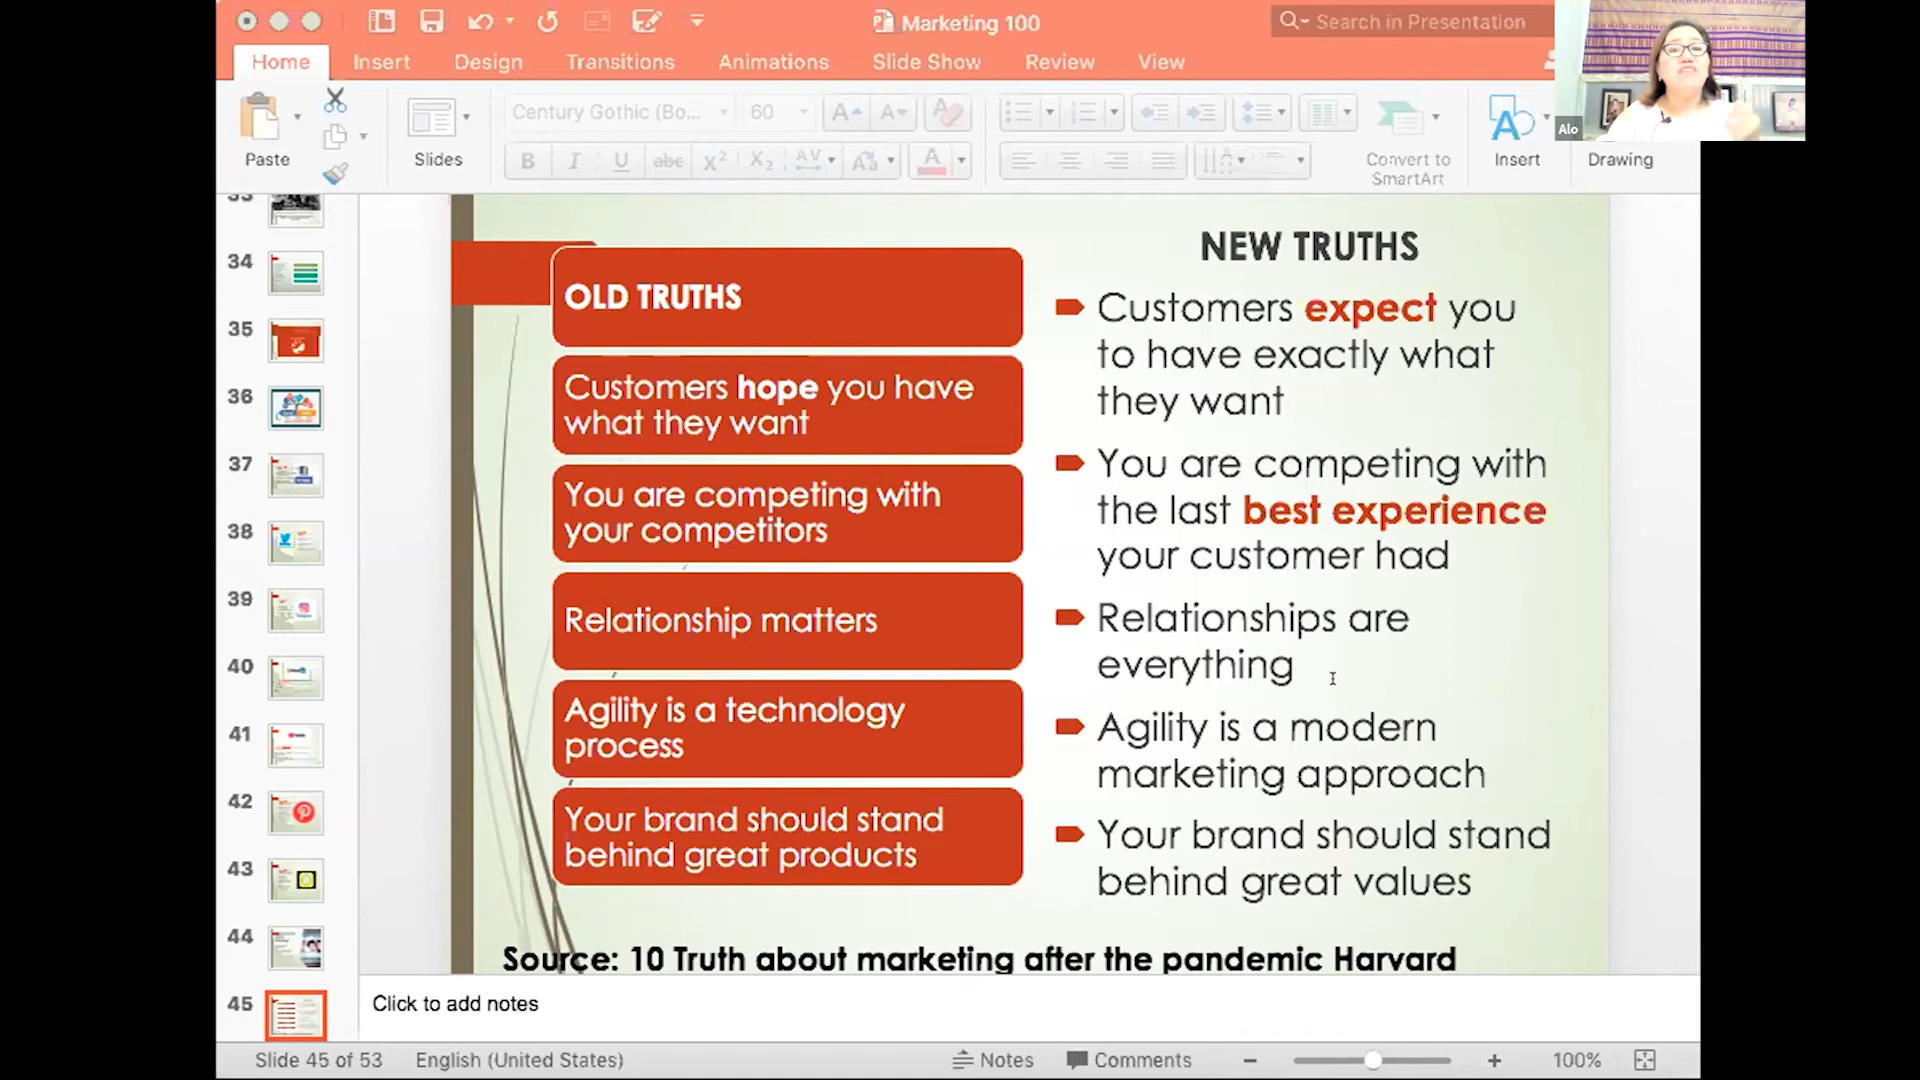 Marketing 100
Search in Presentation
Home
Insert
Design
Transitions
Animations
Slide Show
Review
View
Alo
Paste
Slides
Century Gothic (Bo...
60
Convert to
SmartArt
Insert
Drawing
33
34
35
36
37
38
39
40
41
42
43
44
45
OLD TRUTHS
Customers hope you have
what they want
You are competing with
your competitors
Relationship matters
Agility is a technology
process
Your brand should stand
behind great products
NEW TRUTHS
Customers expect you
to have exactly what
they want
You are competing with
the last best experience
your customer had
Relationships are
everything
Agility is a modern
marketing approach
Your brand should stand
behind great values
Source: 10 Truth about marketing after the pandemic Harvard
Click to add notes
Slide 45 of 53
English (United States)
Notes
Comments
100%